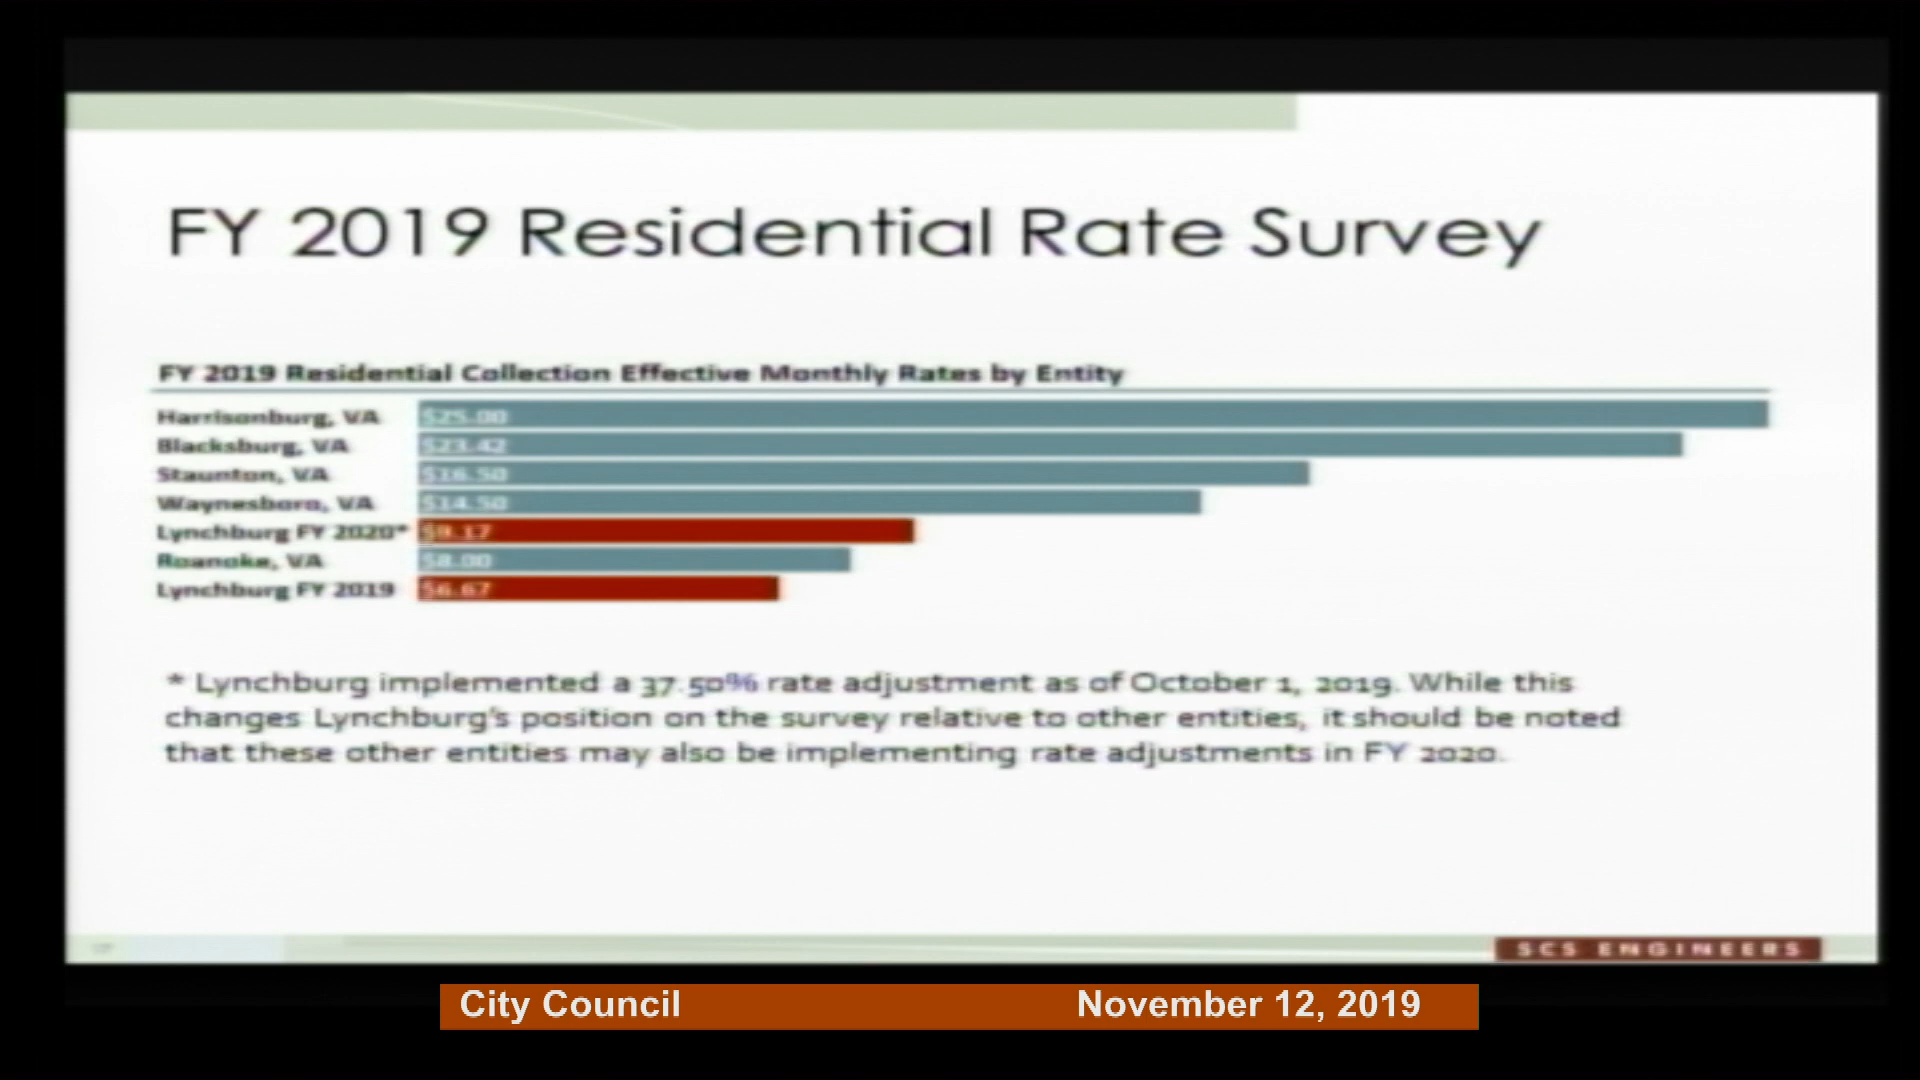 FY 2019 Residential Rate Survey
FY 2019 Residential Collection Effective Monthly Rates by Entity
Harrisonburg, VA $25.00
Blacksburg, VA $23.42
Staunton, VA $16.50
Waynesboro, VA $14.50
Lynchburg FY 2020* $9.17
Roanoke, VA $8.00
Lynchburg FY 2019 $6.67
* Lynchburg implemented a 37.50% rate adjustment as of October 1, 2019. While this
changes Lynchburg's position on the survey relative to other entities, it should be noted
that these other entities may also be implementing rate adjustments in FY 2020.
SCS ENGINEERS
City Council November 12, 2019